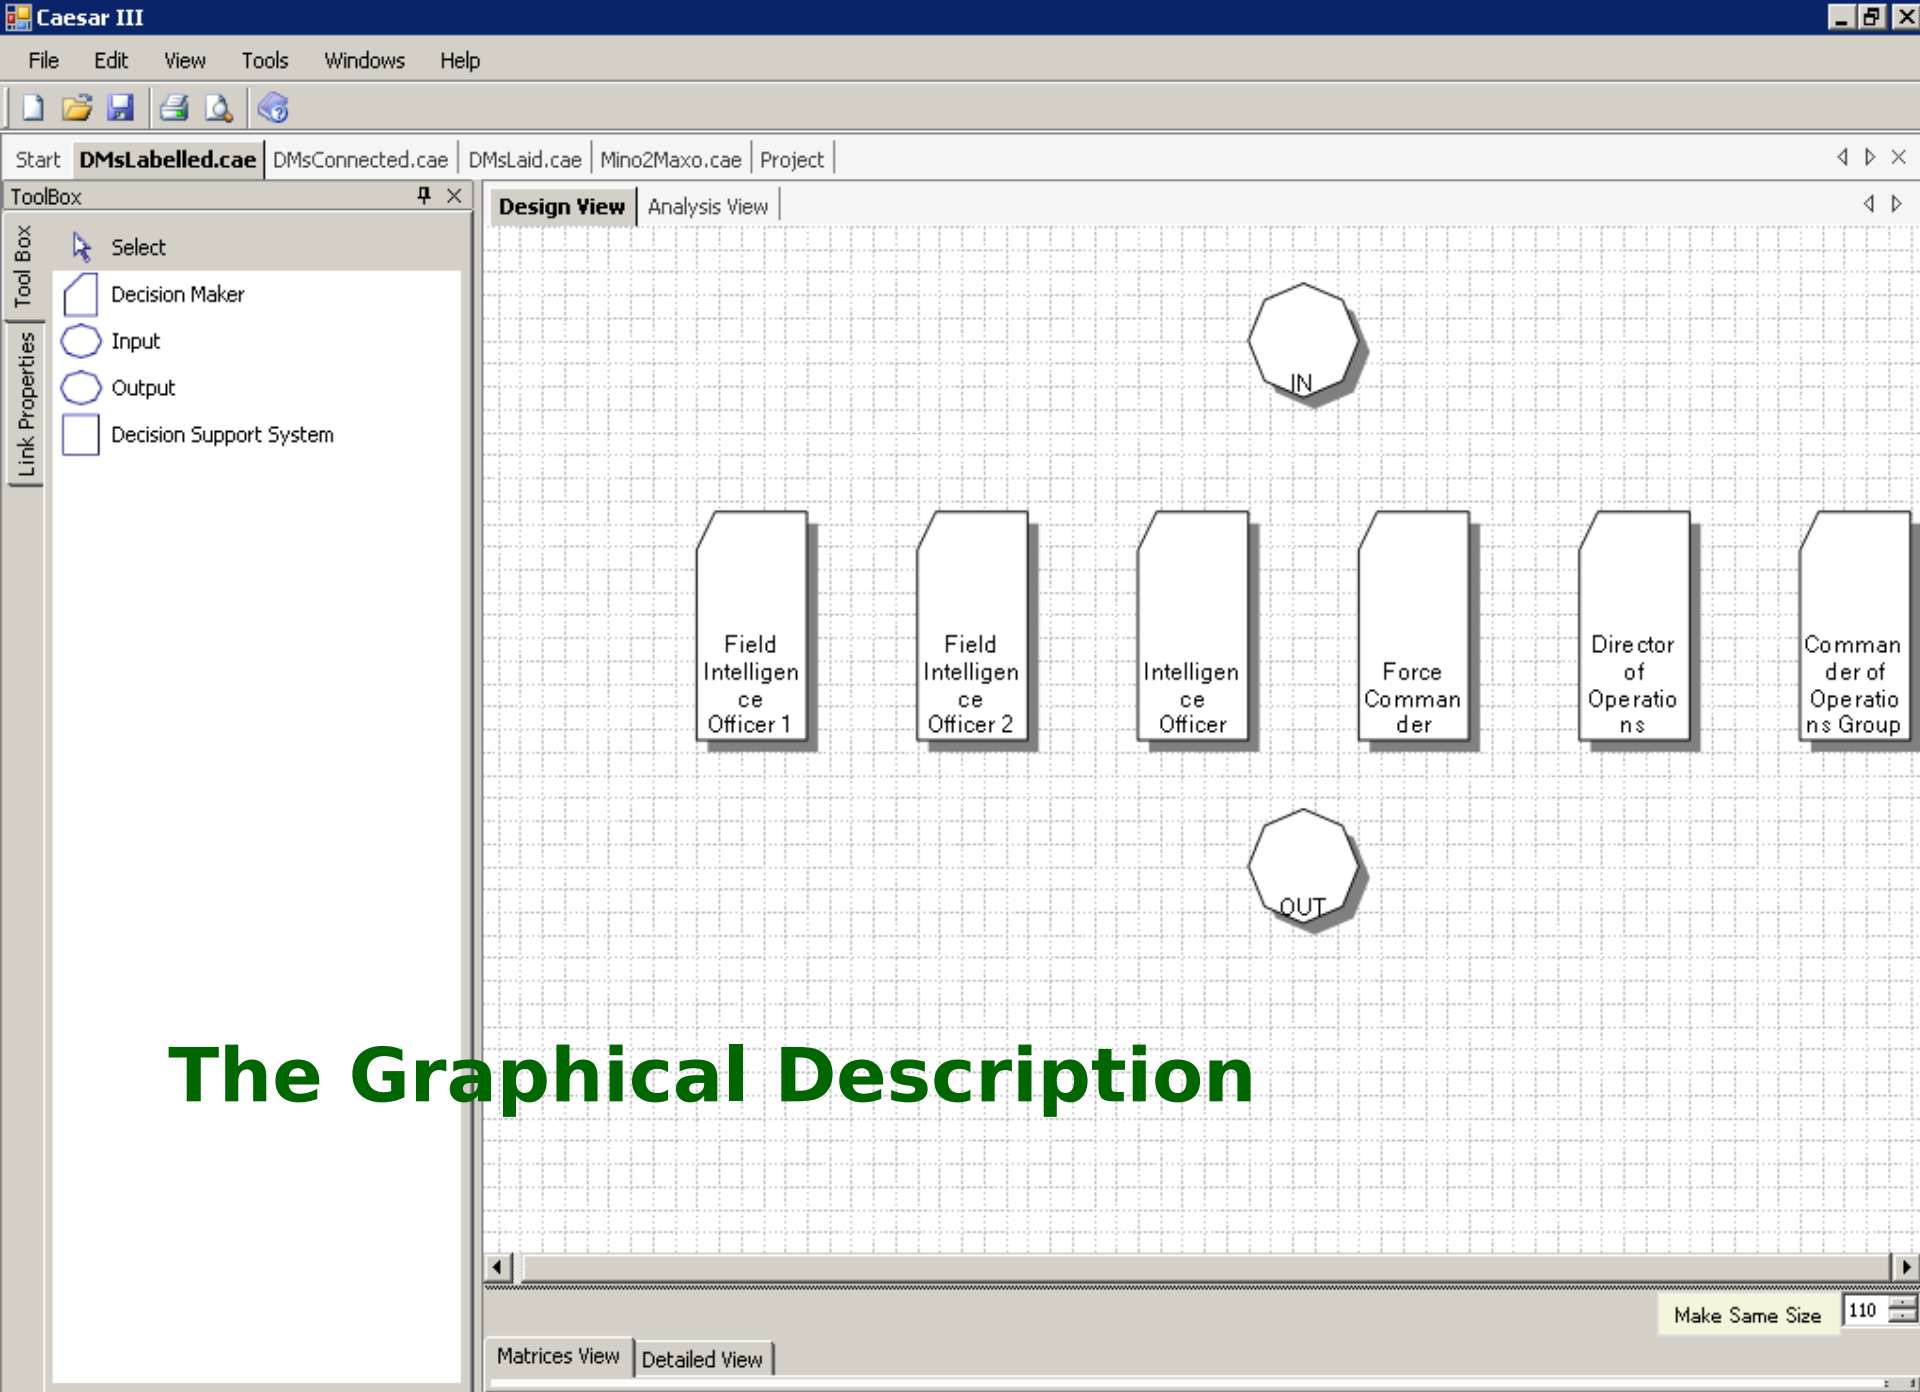 Caesar III
File Edit View Tools Windows Help
Start DMsLabelled.cae DMsConnected.cae DMsLaid.cae Mino2Maxo.cae Project
ToolBox
Tool Box
Link Properties
Select
Decision Maker
Input
Output
Decision Support System
Design View Analysis View
IN
Field
Intelligen
ce
Officer 1
Field
Intelligen
ce
Officer 2
Intelligen
ce
Officer
Force
Comman
der
Director
of
Operatio
ns
Comman
der of
Operatio
ns Group
OUT
The Graphical Description
Make Same Size 110
Matrices View Detailed View